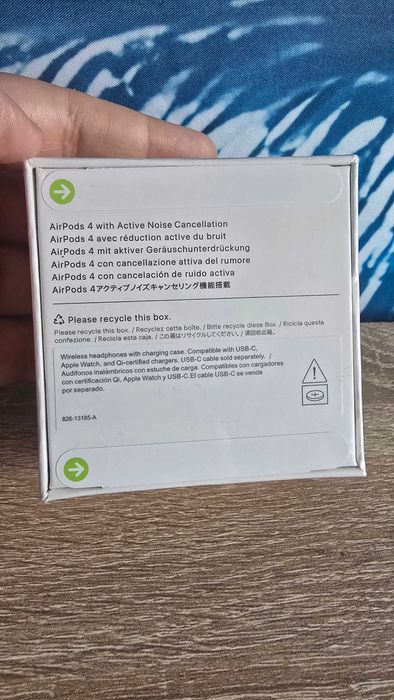 AirPods 4 with Active Noise Cancellation
AirPods 4 avec réduction active du bruit
AirPods 4 mit aktiver Geräuschunterdrückung
AirPods 4 con cancellazione attiva del rumore
AirPods 4 con cancelación de ruido activa
AirPods 4アクティブノイズキャンセリング機能搭載
Please recycle this box.
Please recycle this box. / Recyclez cette boîte. / Bitte recycle diese Box. / Ricicla questa
confezione. / Recicla esta caja. / この箱はリサイクルしてください。/ 请回收此箱。
Wireless headphones with charging case. Compatible with USB-C,
Apple Watch, and Qi-certified chargers. USB-C cable sold separately. /
Audífonos inalámbricos con estuche de carga. Compatibles con cargadores
con certificación Qi, Apple Watch y USB-C.El cable USB-C se vende
por separado.
826-13185-A